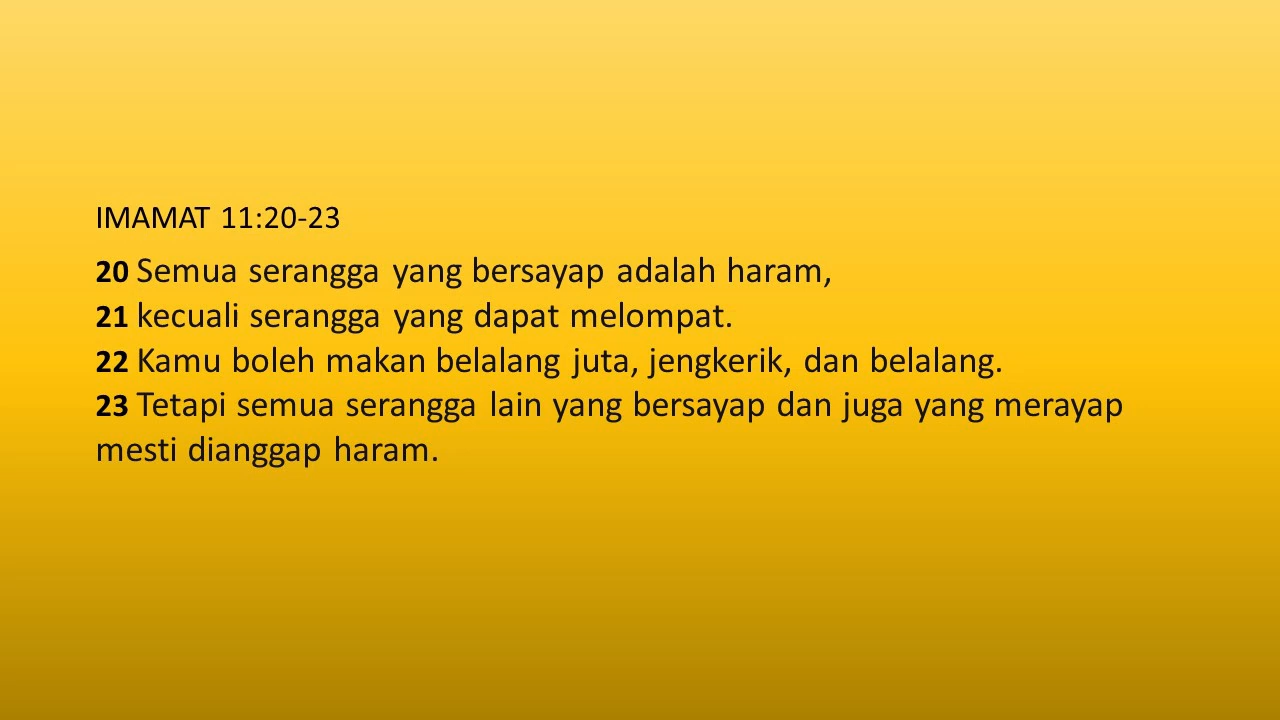 IMAMAT 11:20-23
20 Semua serangga yang bersayap adalah haram,
21 kecuali serangga yang dapat melompat.
22 Kamu boleh makan belalang juta, jengkerik, dan belalang.
23 Tetapi semua serangga lain yang bersayap dan juga yang merayap
mesti dianggap haram.